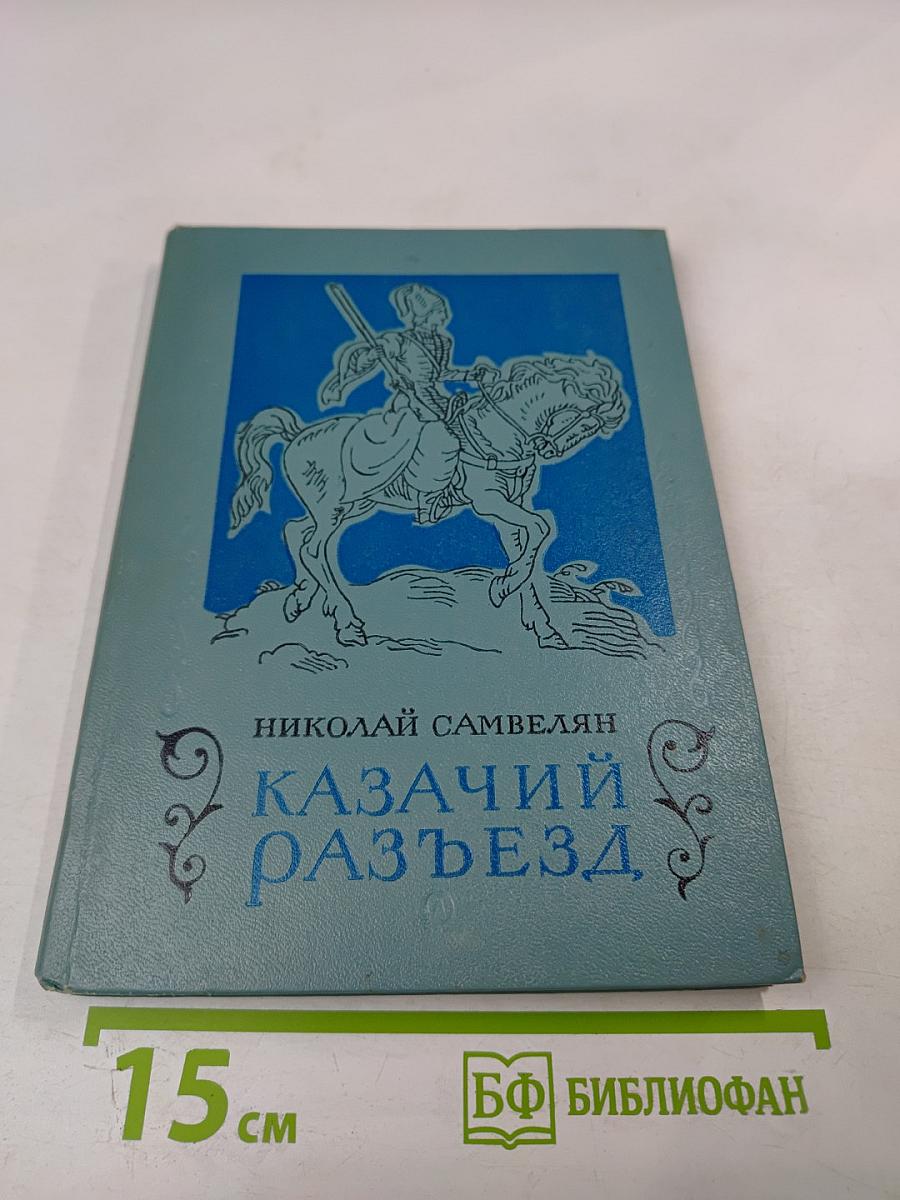 НИКОЛАЙ САМВЕЛЯН
КАЗАЧИЙ
РАЗЪЕЗД
15 см
БФ БИБЛИОФАН